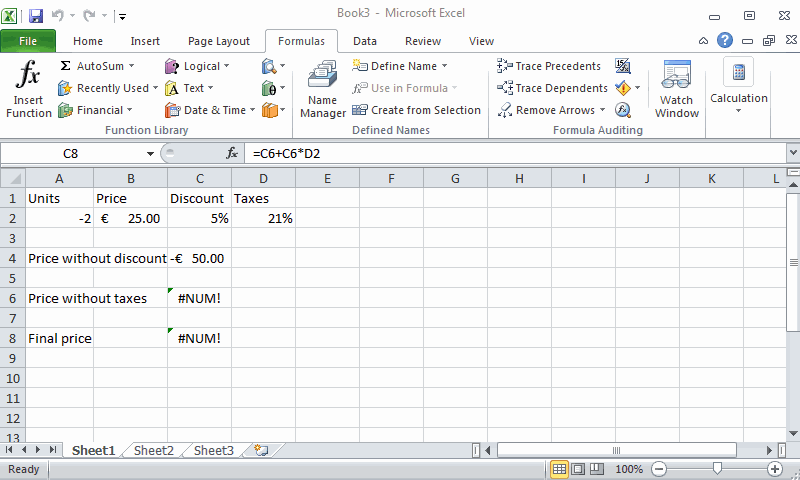 Book3 - Microsoft Excel
File Home Insert Page Layout Formulas Data Review View
Insert Function
Σ AutoSum
Recently Used
Financial
Logical
Text
Date & Time
Function Library
Name Manager
Define Name
Use in Formula
Create from Selection
Defined Names
Trace Precedents
Trace Dependents
Remove Arrows
Formula Auditing
Watch Window
Calculation
C8 fx =C6+C6*D2
A B C D E F G H I J K L
1 Units Price Discount Taxes
2 -2 € 25.00 5% 21%
3
4 Price without discount -€ 50.00
5
6 Price without taxes #NUM!
7
8 Final price #NUM!
9
10
11
12
13
Sheet1 Sheet2 Sheet3
Ready 100%